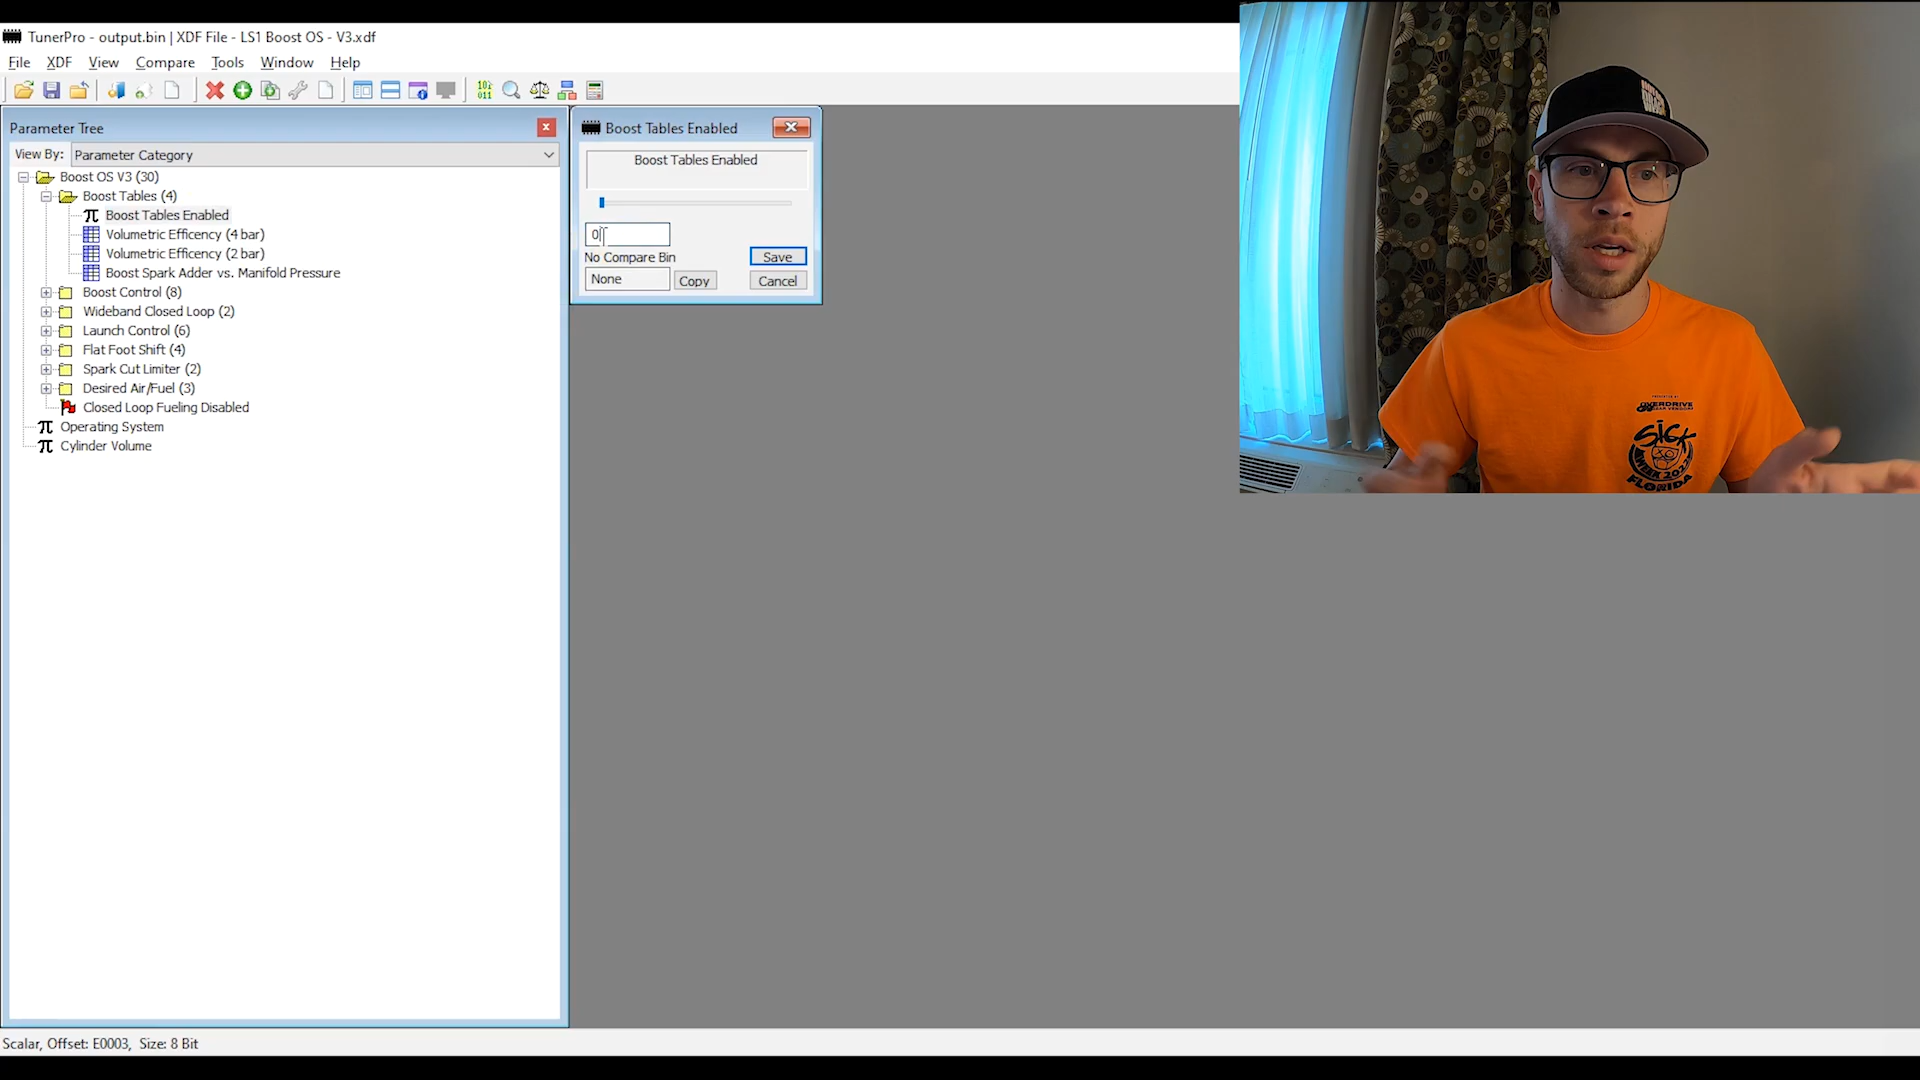 TunerPro - output.bin | XDF File - LS1 Boost OS - V3.xdf
File XDF View Compare Tools Window Help
Parameter Tree
View By: Parameter Category
Boost OS V3 (30)
Boost Tables (4)
Boost Tables Enabled
Volumetric Efficency (4 bar)
Volumetric Efficency (2 bar)
Boost Spark Adder vs. Manifold Pressure
Boost Control (8)
Wideband Closed Loop (2)
Launch Control (6)
Flat Foot Shift (4)
Spark Cut Limiter (2)
Desired Air/Fuel (3)
Closed Loop Fueling Disabled
Operating System
Cylinder Volume
Boost Tables Enabled
Boost Tables Enabled
0
No Compare Bin
Save
None
Copy
Cancel
Scalar, Offset: E0003, Size: 8 Bit
OVERDRIVE
SICK
WEEK 2022
FLORIDA